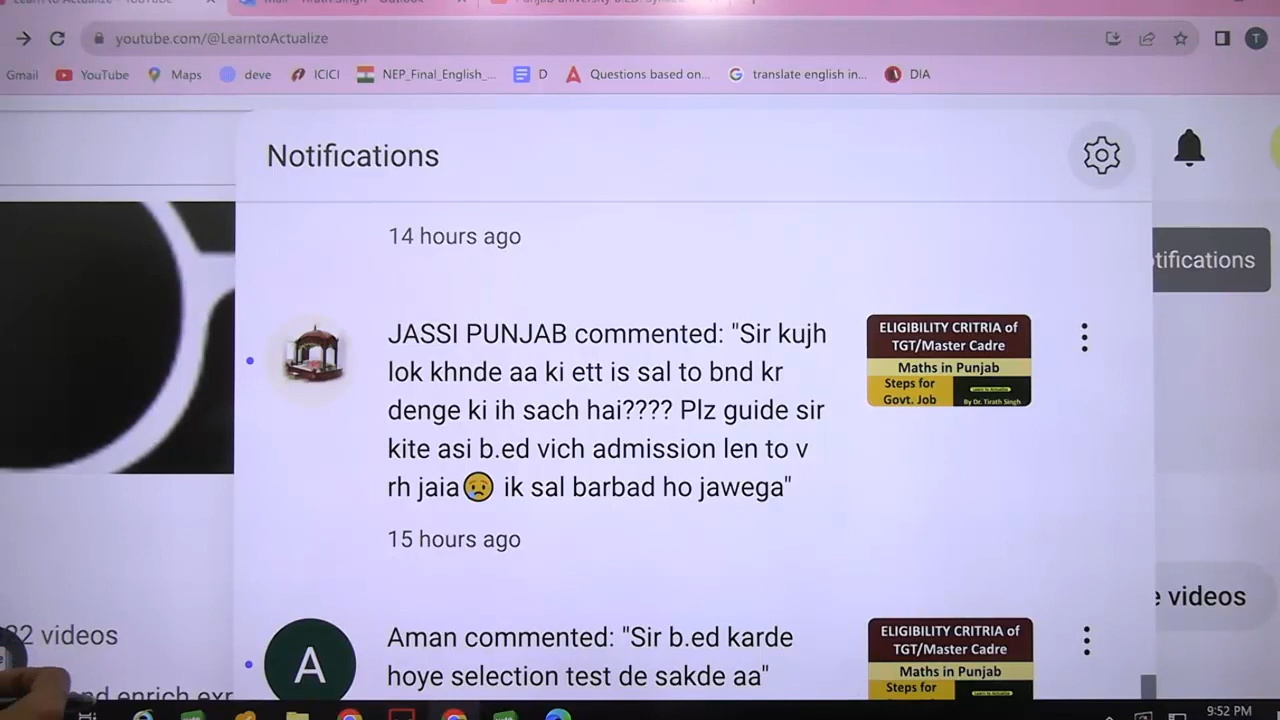 youtube.com/@LearntoActualize
Gmail YouTube Maps deve ICICI NEP_Final_English_... D Questions based on... translate english in... DIA
Notifications
14 hours ago
tifications
JASSI PUNJAB commented: "Sir kujh
lok khnde aa ki ett is sal to bnd kr
denge ki ih sach hai???? Plz guide sir
kite asi b.ed vich admission len to v
rh jaia😢 ik sal barbad ho jawega"
15 hours ago
ELIGIBILITY CRITRIA of
TGT/Master Cadre
Maths in Punjab
Steps for
Govt. Job
Learn to Actualize
By Dr. Tirath Singh
e videos
22 videos
A
Aman commented: "Sir b.ed karde
hoye selection test de sakde aa"
ELIGIBILITY CRITRIA of
TGT/Master Cadre
Maths in Punjab
Steps for
T
9:52 PM